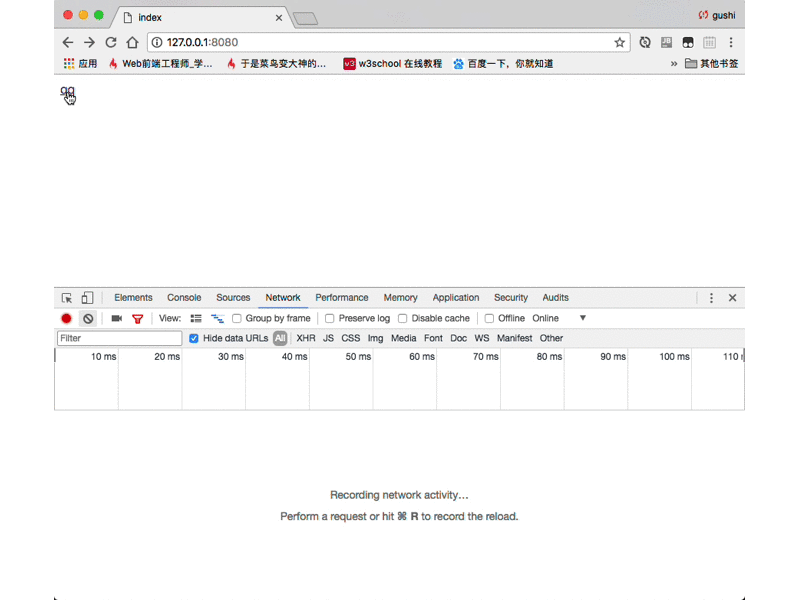 index
gushi
127.0.0.1:8080
应用 Web前端工程师_学... 于是菜鸟变大神的... w3 w3school 在线教程 百度一下,你就知道 » 其他书签
Elements Console Sources Network Performance Memory Application Security Audits
View: Group by frame Preserve log Disable cache Offline Online
Filter Hide data URLs All XHR JS CSS Img Media Font Doc WS Manifest Other
10 ms 20 ms 30 ms 40 ms 50 ms 60 ms 70 ms 80 ms 90 ms 100 ms 110
Recording network activity…
Perform a request or hit ⌘ R to record the reload.